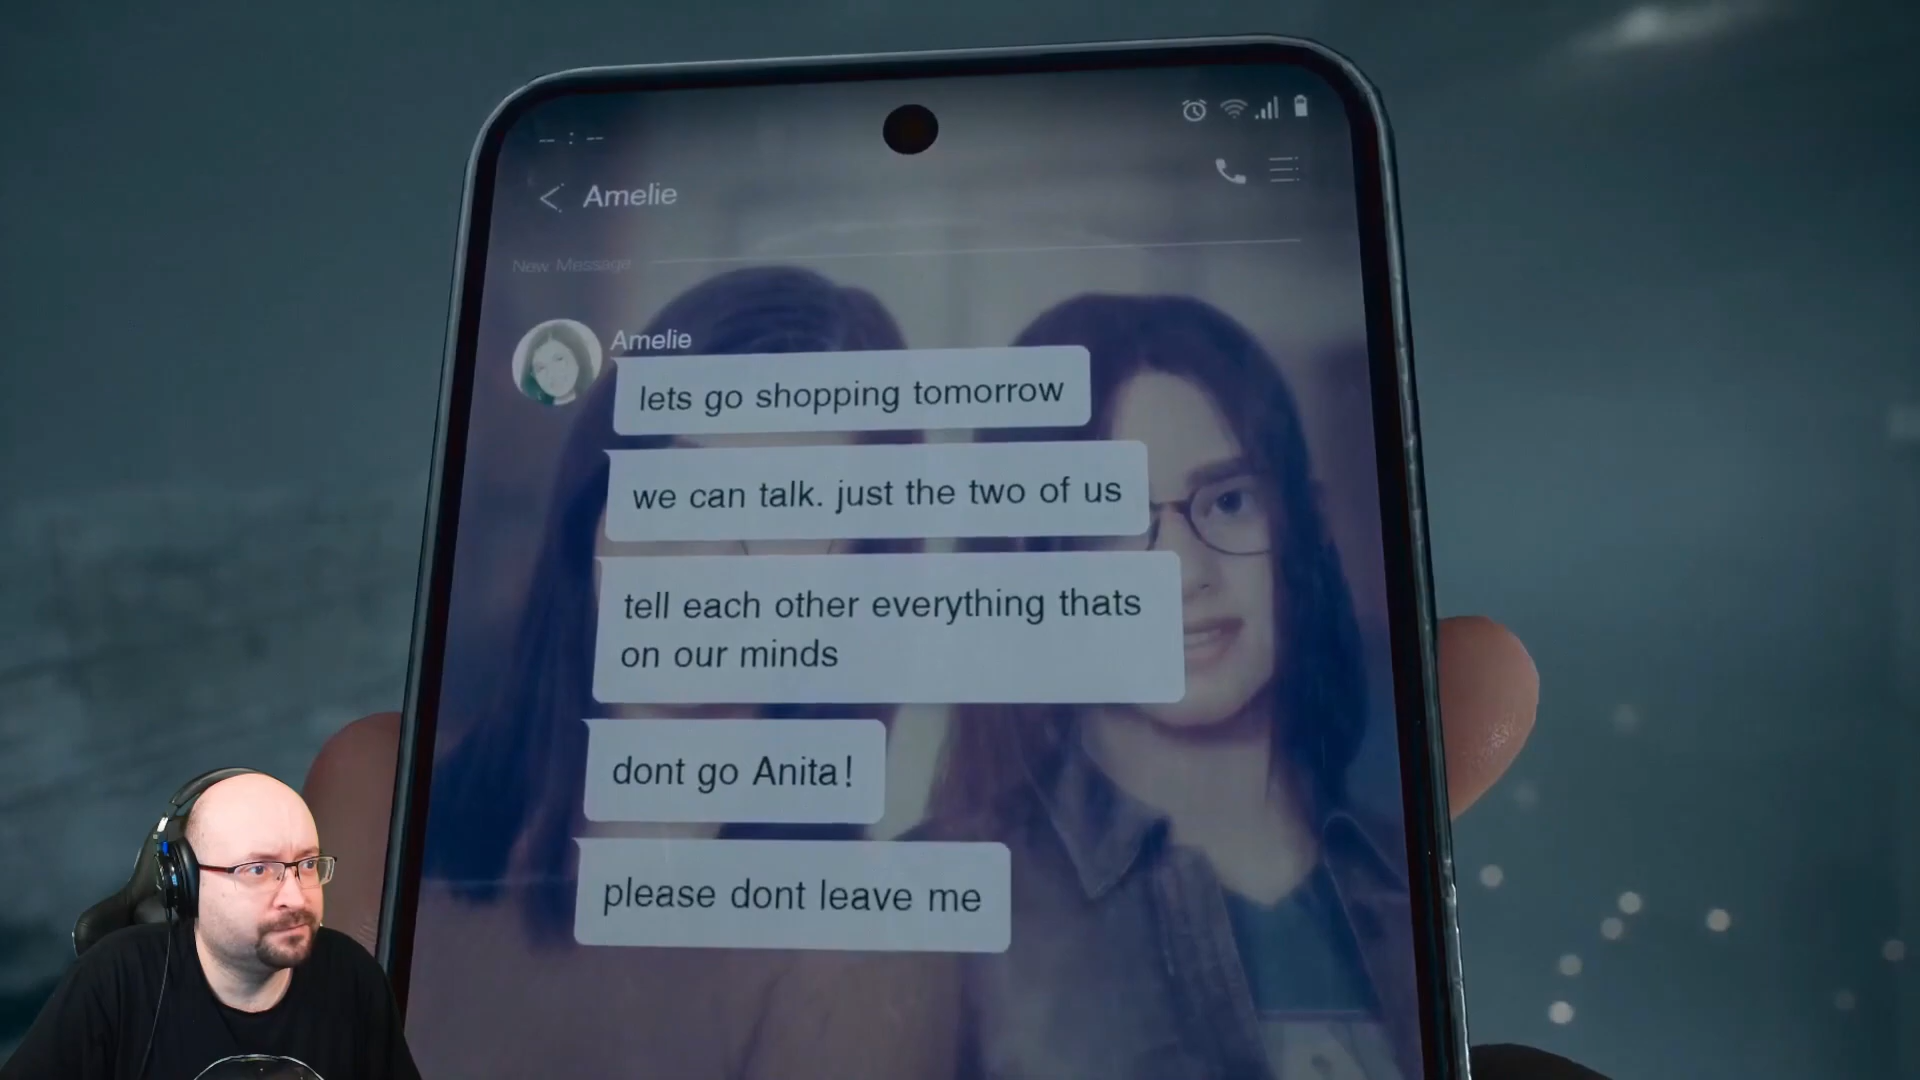 -- : --
Amelie
New Message
Amelie
lets go shopping tomorrow
we can talk. just the two of us
tell each other everything thats
on our minds
dont go Anita!
please dont leave me